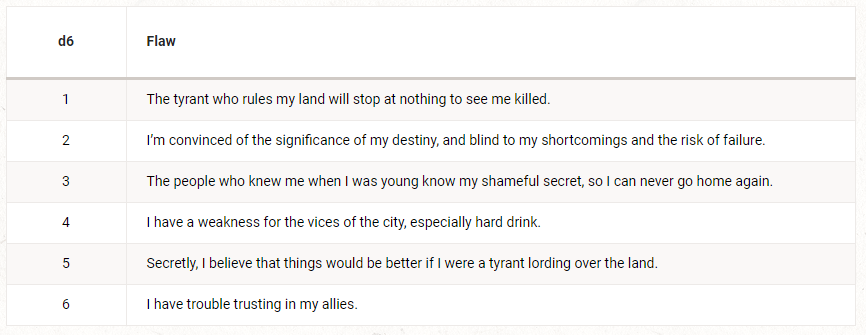 d6 Flaw
1 The tyrant who rules my land will stop at nothing to see me killed.
2 I’m convinced of the significance of my destiny, and blind to my shortcomings and the risk of failure.
3 The people who knew me when I was young know my shameful secret, so I can never go home again.
4 I have a weakness for the vices of the city, especially hard drink.
5 Secretly, I believe that things would be better if I were a tyrant lording over the land.
6 I have trouble trusting in my allies.